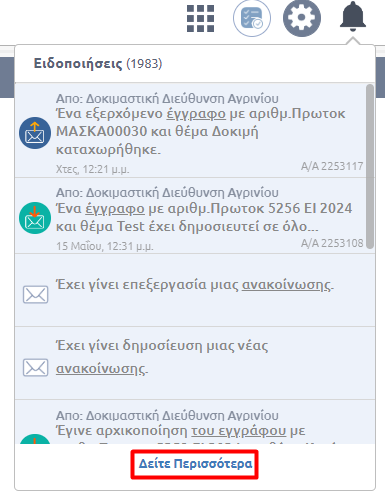 Ειδοποιήσεις (1983)
Απο: Δοκιμαστική Διεύθυνση Αγρινίου
Ένα εξερχόμενο έγγραφο με αριθμ.Πρωτοκ
ΜΑΣΚΑ00030 και θέμα Δοκιμή
καταχωρήθηκε.
Χτες, 12:21 μ.μ. Α/Α 2253117
Απο: Δοκιμαστική Διεύθυνση Αγρινίου
Ένα έγγραφο με αριθμ.Πρωτοκ 5256 ΕΙ 2024
και θέμα Test έχει δημοσιευτεί σε όλο...
15 Μαΐου, 12:31 μ.μ. Α/Α 2253108
Έχει γίνει επεξεργασία μιας ανακοίνωσης.
Έχει γίνει δημοσίευση μιας νέας
ανακοίνωσης.
Απο: Δοκιμαστική Διεύθυνση Αγρινίου
Έγινε αρχικοποίηση του εγγράφου με
Δείτε Περισσότερα